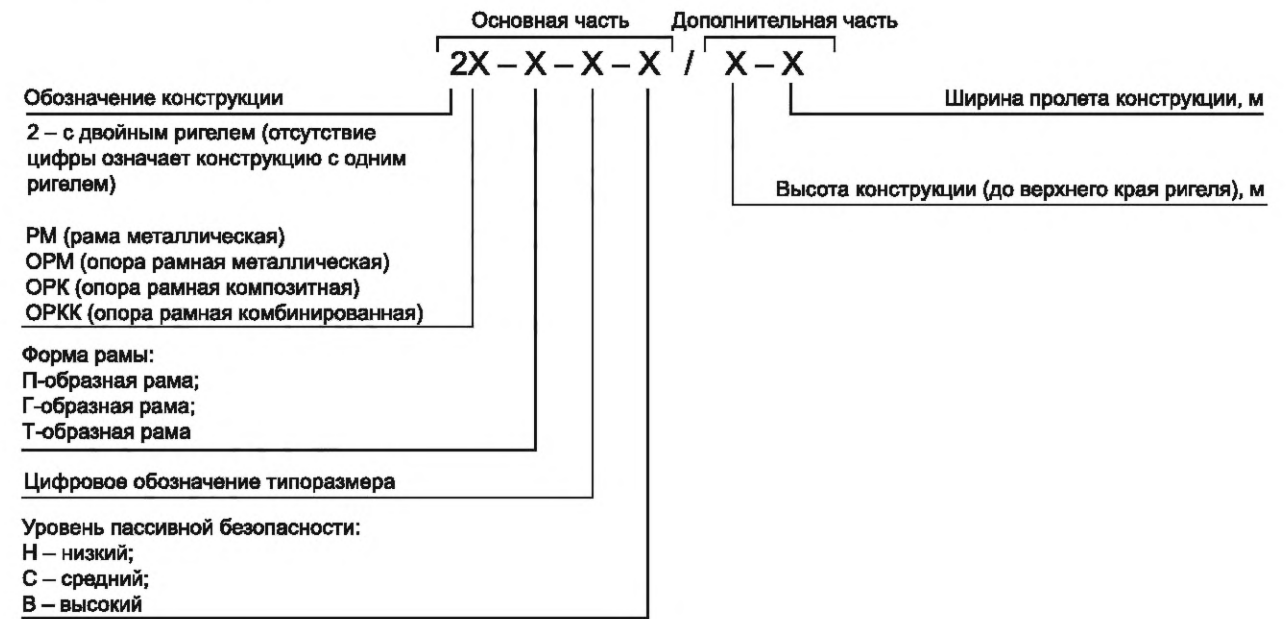 Основная часть Дополнительная часть
2X – X – X – X / X – X
Обозначение конструкции
Ширина пролета конструкции, м
2 – с двойным ригелем (отсутствие
цифры означает конструкцию с одним
ригелем)
Высота конструкции (до верхнего края ригеля), м
РМ (рама металлическая)
ОРМ (опора рамная металлическая)
ОРК (опора рамная композитная)
ОРКК (опора рамная комбинированная)
Форма рамы:
П-образная рама;
Г-образная рама;
Т-образная рама
Цифровое обозначение типоразмера
Уровень пассивной безопасности:
Н – низкий;
С – средний;
В – высокий